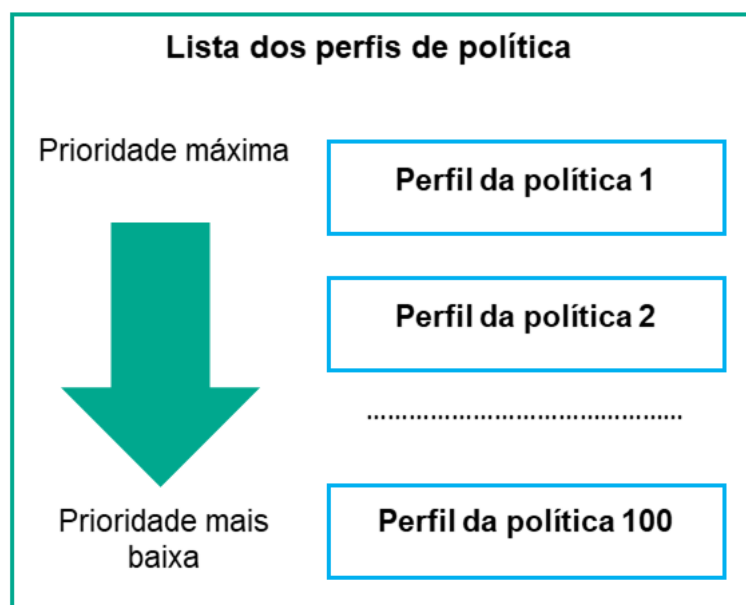 Lista dos perfis de política
Prioridade máxima
Perfil da política 1
Perfil da política 2
................................................
Prioridade mais
baixa
Perfil da política 100